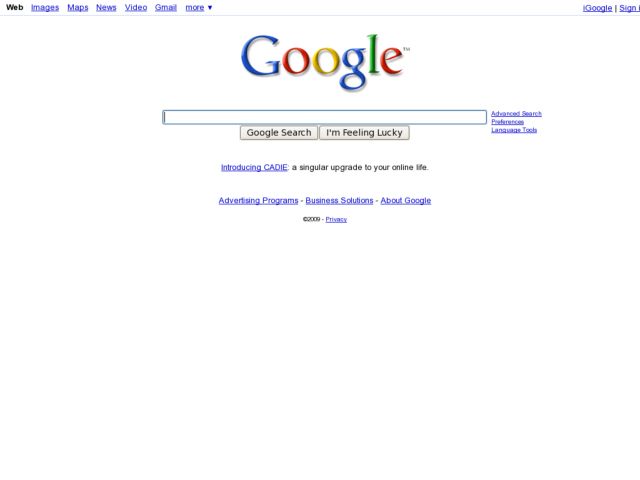 Web Images Maps News Video Gmail more ▼ iGoogle | Sign i
Google™
Advanced Search
Preferences
Language Tools
Google Search I'm Feeling Lucky
Introducing CADIE: a singular upgrade to your online life.
Advertising Programs - Business Solutions - About Google
©2009 - Privacy